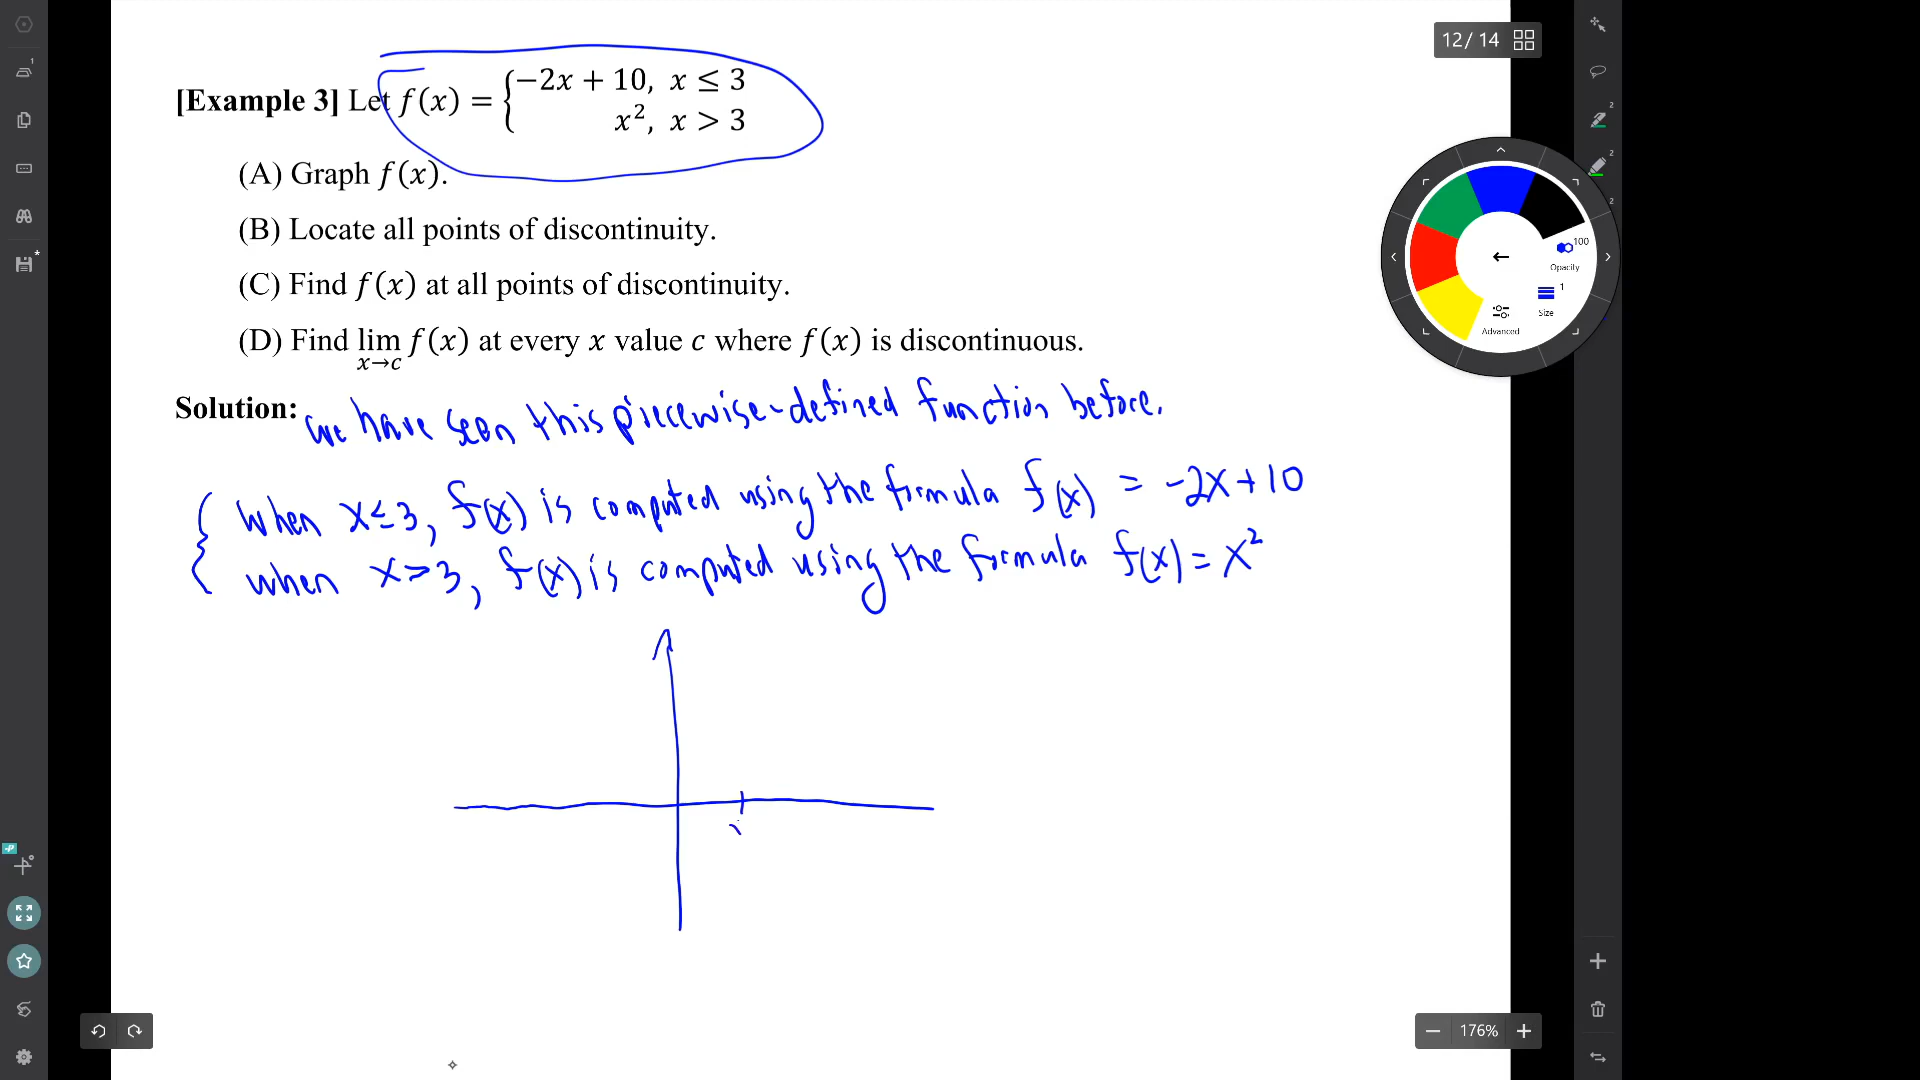 12 / 14
[Example 3] Let f(x) = { −2x + 10, x ≤ 3
x², x > 3
(A) Graph f(x).
(B) Locate all points of discontinuity.
(C) Find f(x) at all points of discontinuity.
(D) Find lim f(x) at every x value c where f(x) is discontinuous.
x→c
Solution: we have seen this piecewise-defined function before.
{ when x≤3, f(x) is computed using the formula f(x) = -2x+10
when x>3, f(x) is computed using the formula f(x) = x²
100
Opacity
1
Size
Advanced
176%